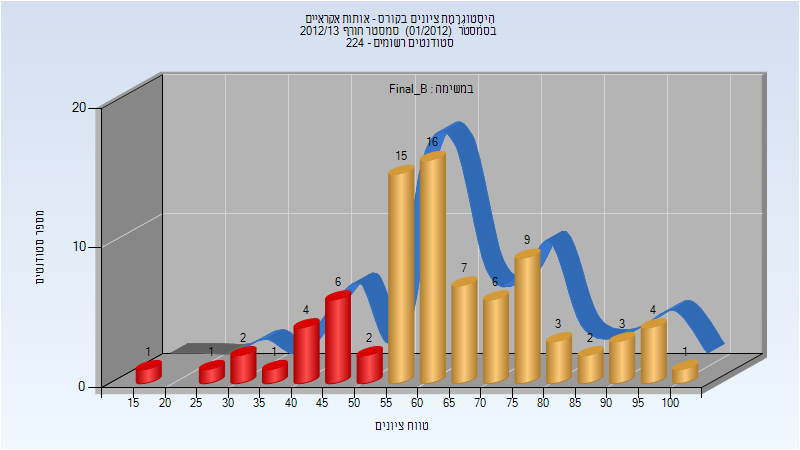 היסטוגרמת ציונים בקורס - אותות אקראיים
בסמסטר (01/2012) סמסטר חורף 2012/13
סטודנטים רשומים - 224
במשימה : Final_B
מספר סטודנטים
20
10
0
1
1
2
1
4
6
2
15
16
7
6
9
3
2
3
4
1
15 20 25 30 35 40 45 50 55 60 65 70 75 80 85 90 95 100
טווח ציונים